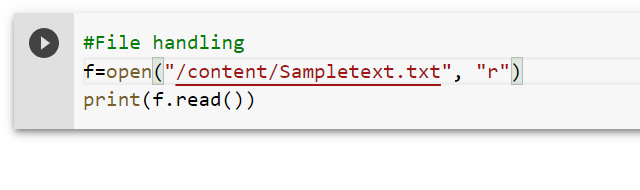 #File handling
f=open("/content/Sampletext.txt", "r")
print(f.read())